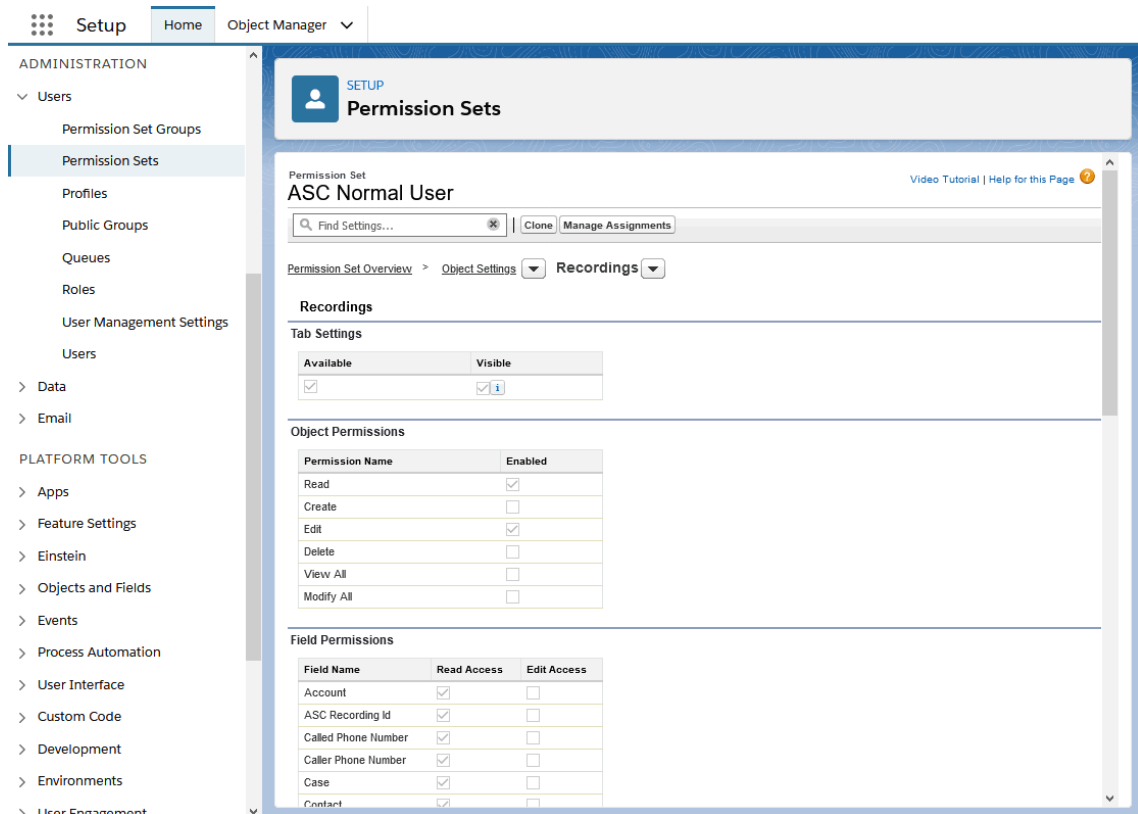 Setup
Home
Object Manager
ADMINISTRATION
Users
Permission Set Groups
Permission Sets
Profiles
Public Groups
Queues
Roles
User Management Settings
Users
Data
Email
PLATFORM TOOLS
Apps
Feature Settings
Einstein
Objects and Fields
Events
Process Automation
User Interface
Custom Code
Development
Environments
User Engagement
SETUP
Permission Sets
Permission Set
ASC Normal User
Video Tutorial | Help for this Page ?
Find Settings... | Clone Manage Assignments
Permission Set Overview > Object Settings Recordings
Recordings
Tab Settings
Available Visible
i
Object Permissions
Permission Name Enabled
Read
Create
Edit
Delete
View All
Modify All
Field Permissions
Field Name Read Access Edit Access
Account
ASC Recording Id
Called Phone Number
Caller Phone Number
Case
Contact